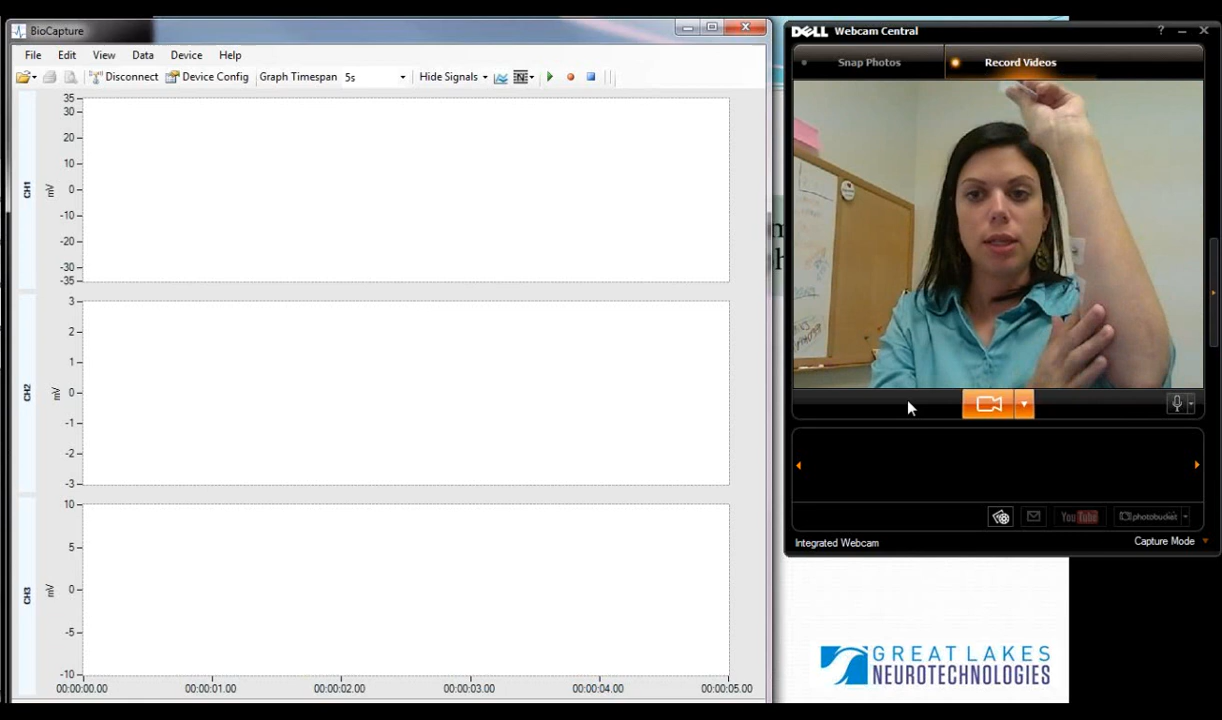 BioCapture
File Edit View Data Device Help
Disconnect Device Config Graph Timespan 5s Hide Signals
CH1
mV
35
30
20
10
0
-10
-20
-30
-35
CH2
mV
3
2
1
0
-1
-2
-3
CH3
mV
10
5
0
-5
-10
00:00:00.00 00:00:01.00 00:00:02.00 00:00:03.00 00:00:04.00 00:00:05.00
DELL Webcam Central
?
Snap Photos Record Videos
YouTube photobucket
Integrated Webcam Capture Mode
GREAT LAKES
NEUROTECHNOLOGIES